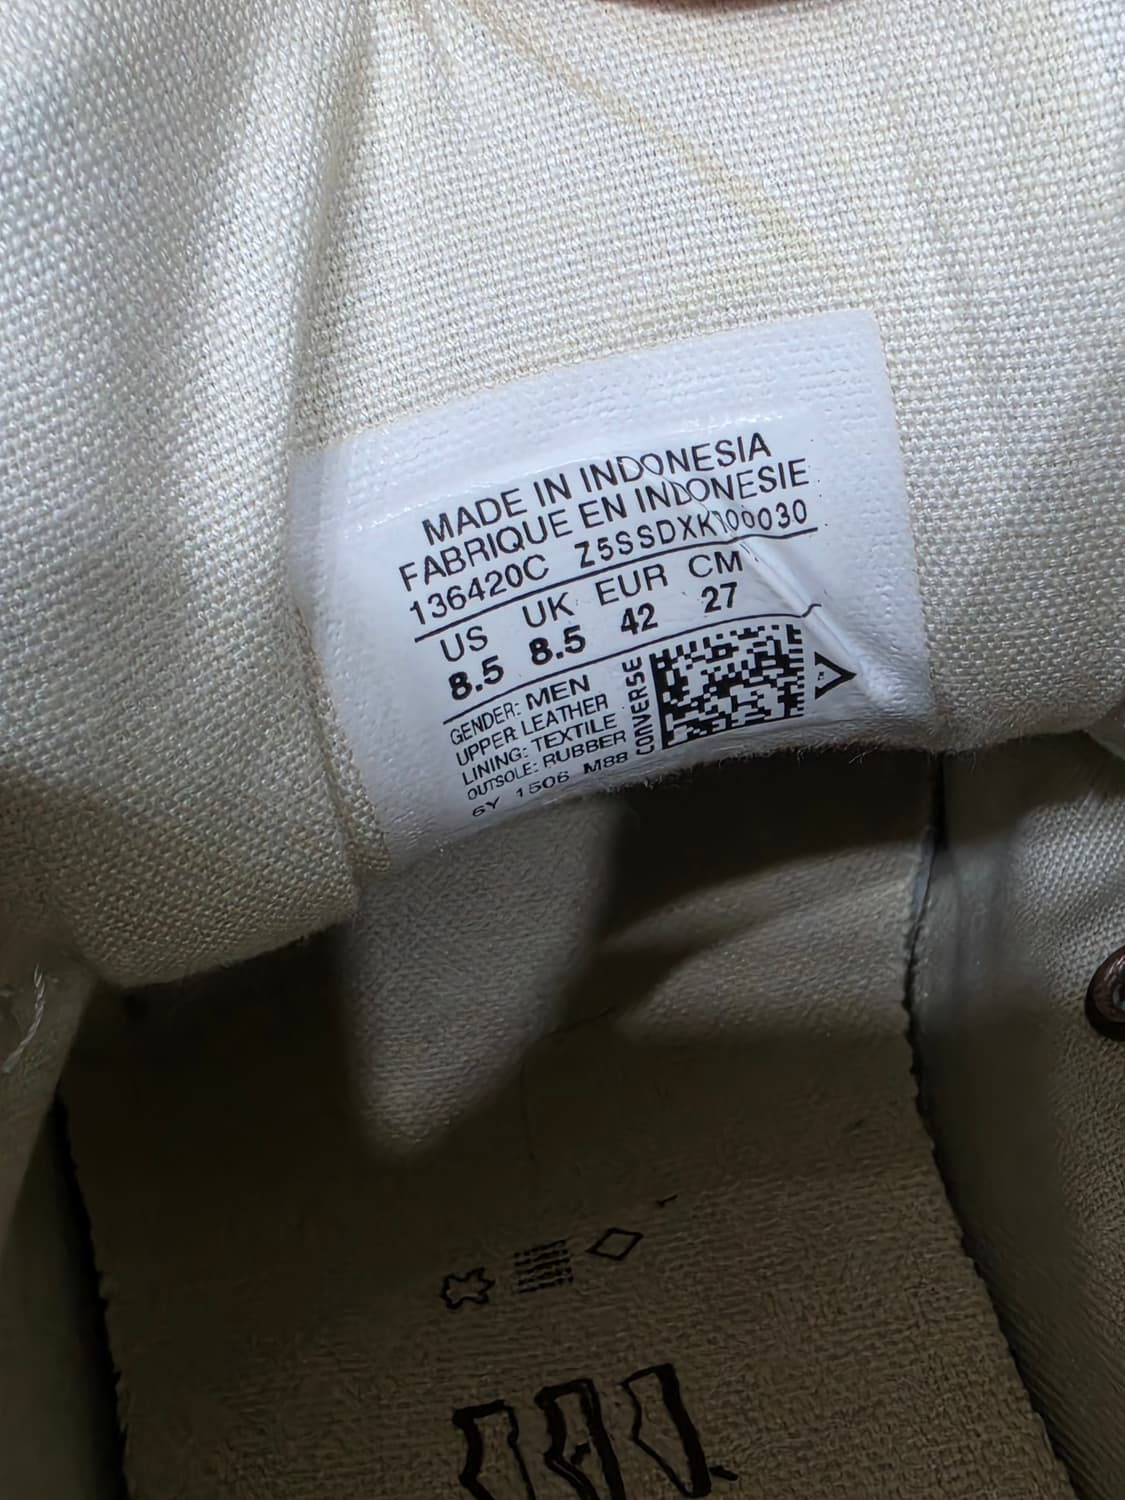 MADE IN INDONESIA
FABRIQUE EN INDONESIE
136420C Z5SSDXK100030
US UK EUR CM
8.5 8.5 42 27
GENDER: MEN
UPPER: LEATHER
LINING: TEXTILE
OUTSOLE: RUBBER
6Y 1506 M88
CONVERSE